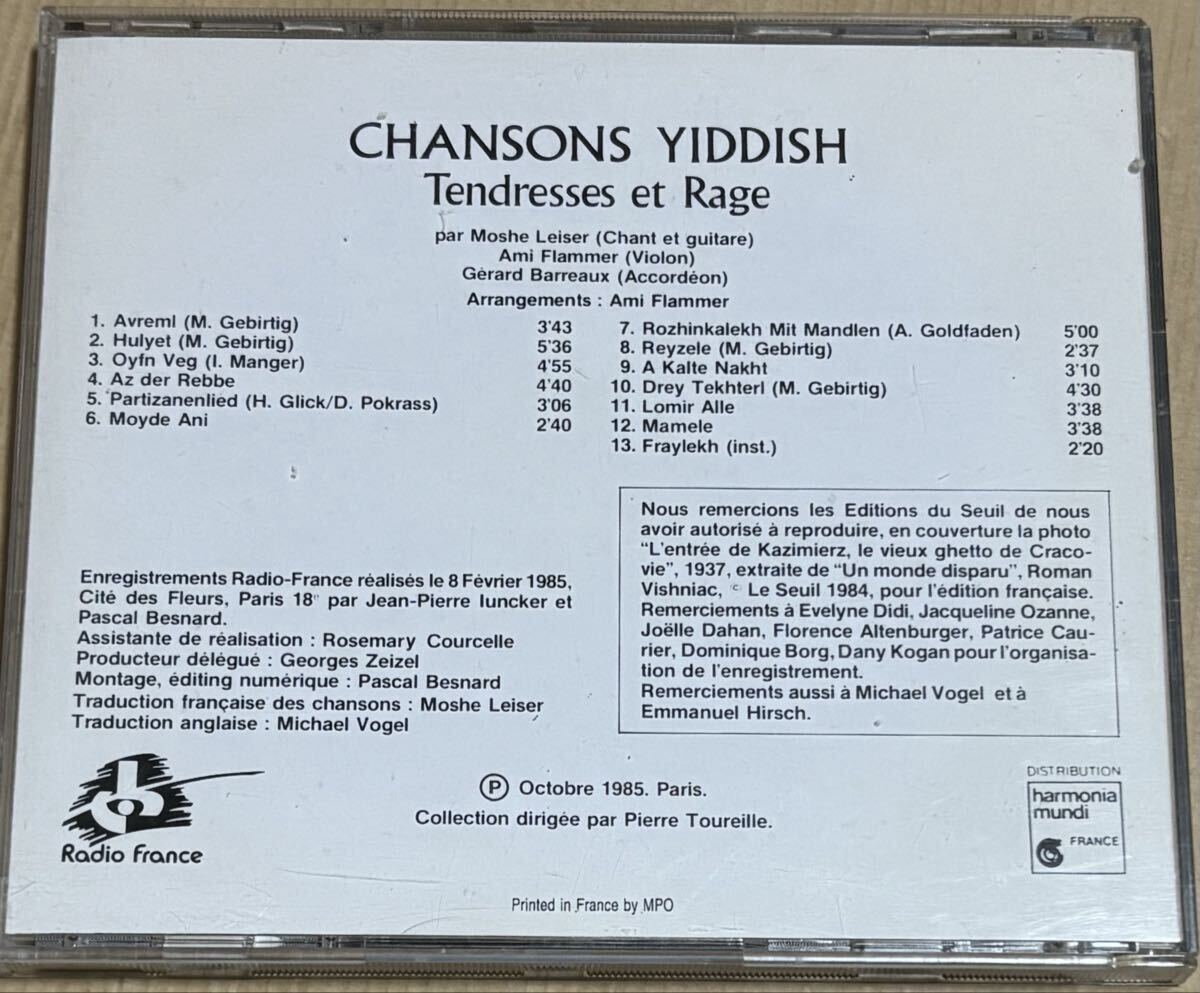 CHANSONS YIDDISH
Tendresses et Rage
par Moshe Leiser (Chant et guitare)
Ami Flammer (Violon)
Gérard Barreaux (Accordéon)
Arrangements : Ami Flammer
1. Avreml (M. Gebirtig) 3'43
2. Hulyet (M. Gebirtig) 5'36
3. Oyfn Veg (I. Manger) 4'55
4. Az der Rebbe 4'40
5. Partizanenlied (H. Glick/D. Pokrass) 3'06
6. Moyde Ani 2'40
7. Rozhinkalekh Mit Mandlen (A. Goldfaden) 5'00
8. Reyzele (M. Gebirtig) 2'37
9. A Kalte Nakht 3'10
10. Drey Tekhterl (M. Gebirtig) 4'30
11. Lomir Alle 3'38
12. Mamele 3'38
13. Fraylekh (inst.) 2'20
Enregistrements Radio-France réalisés le 8 Février 1985,
Cité des Fleurs, Paris 18e par Jean-Pierre Iuncker et
Pascal Besnard.
Assistante de réalisation : Rosemary Courcelle
Producteur délégué : Georges Zeizel
Montage, éditing numérique : Pascal Besnard
Traduction française des chansons : Moshe Leiser
Traduction anglaise : Michael Vogel
Nous remercions les Editions du Seuil de nous
avoir autorisé à reproduire, en couverture la photo
"L'entrée de Kazimierz, le vieux ghetto de Craco-
vie", 1937, extraite de "Un monde disparu", Roman
Vishniac, © Le Seuil 1984, pour l'édition française.
Remerciements à Evelyne Didi, Jacqueline Ozanne,
Joëlle Dahan, Florence Altenburger, Patrice Cau-
rier, Dominique Borg, Dany Kogan pour l'organisa-
tion de l'enregistrement.
Remerciements aussi à Michael Vogel et à
Emmanuel Hirsch.
Radio France
Ⓟ Octobre 1985. Paris.
Collection dirigée par Pierre Toureille.
DISTRIBUTION
harmonia
mundi
FRANCE
Printed in France by MPO